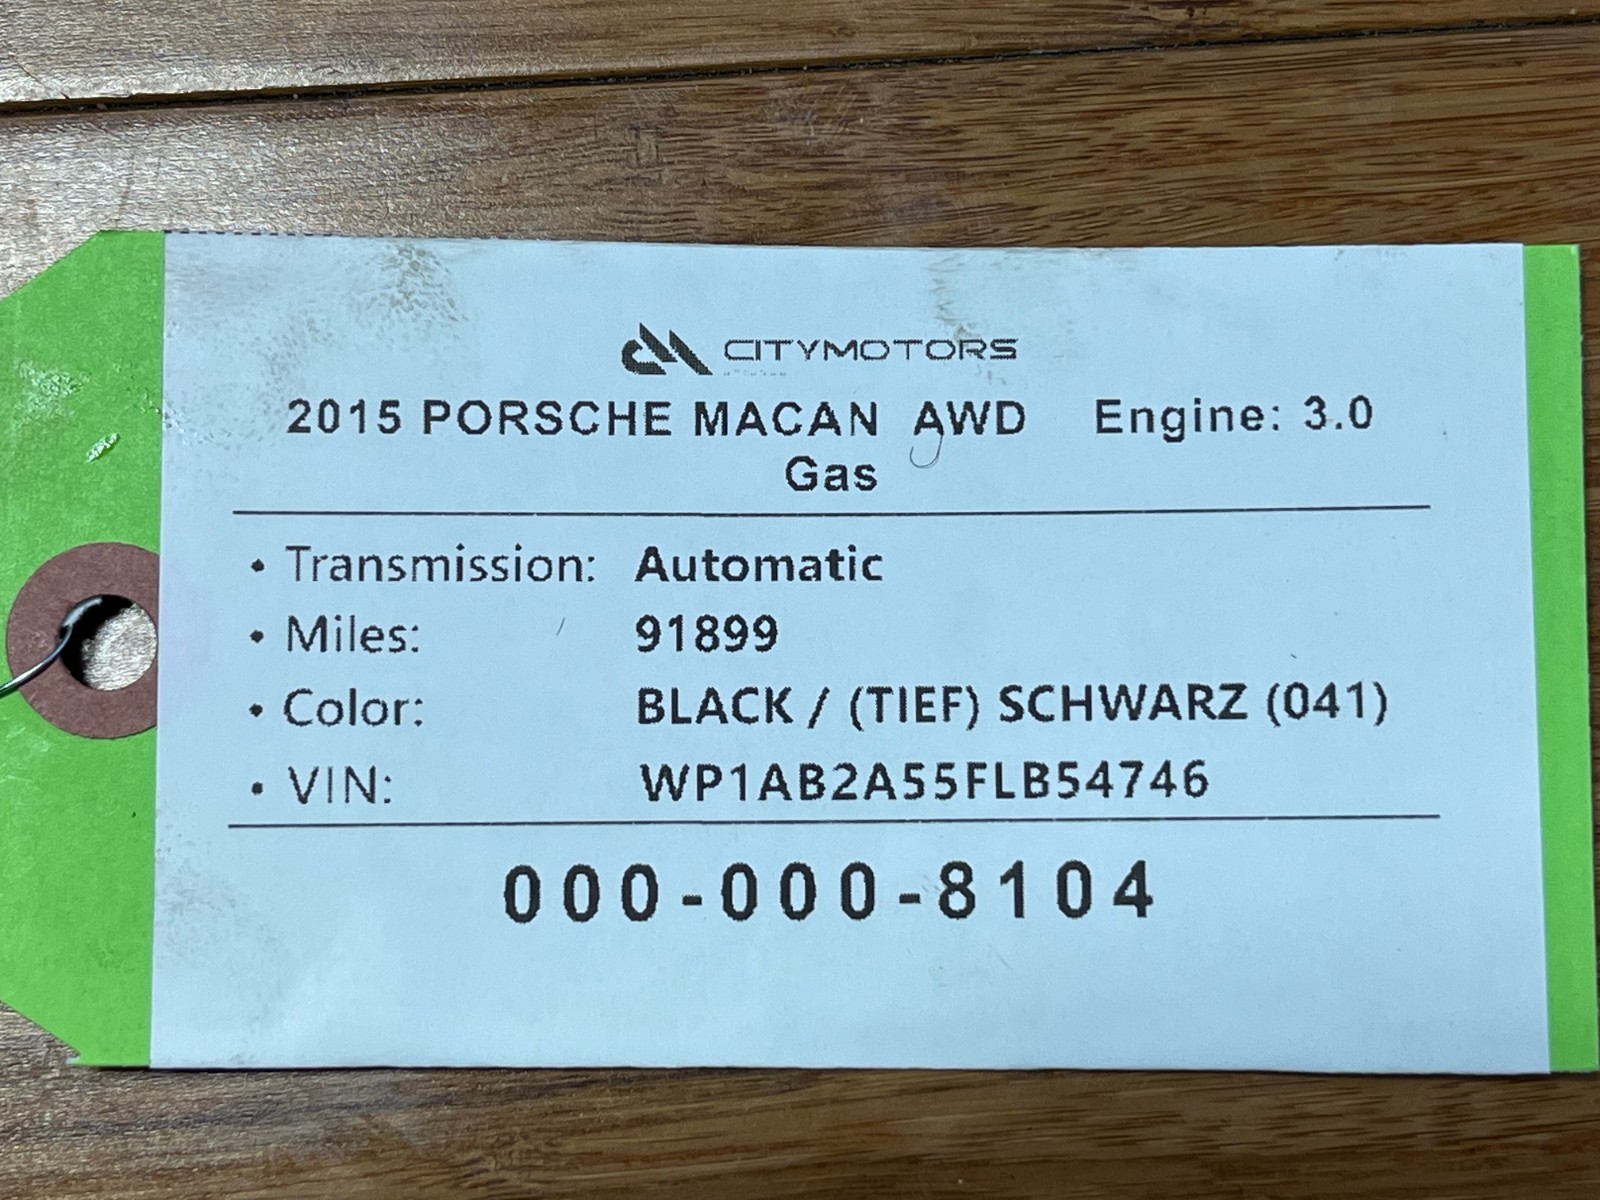 CITYMOTORS
2015 PORSCHE MACAN AWD Engine: 3.0
Gas
• Transmission: Automatic
• Miles: 91899
• Color: BLACK / (TIEF) SCHWARZ (041)
• VIN: WP1AB2A55FLB54746
000-000-8104